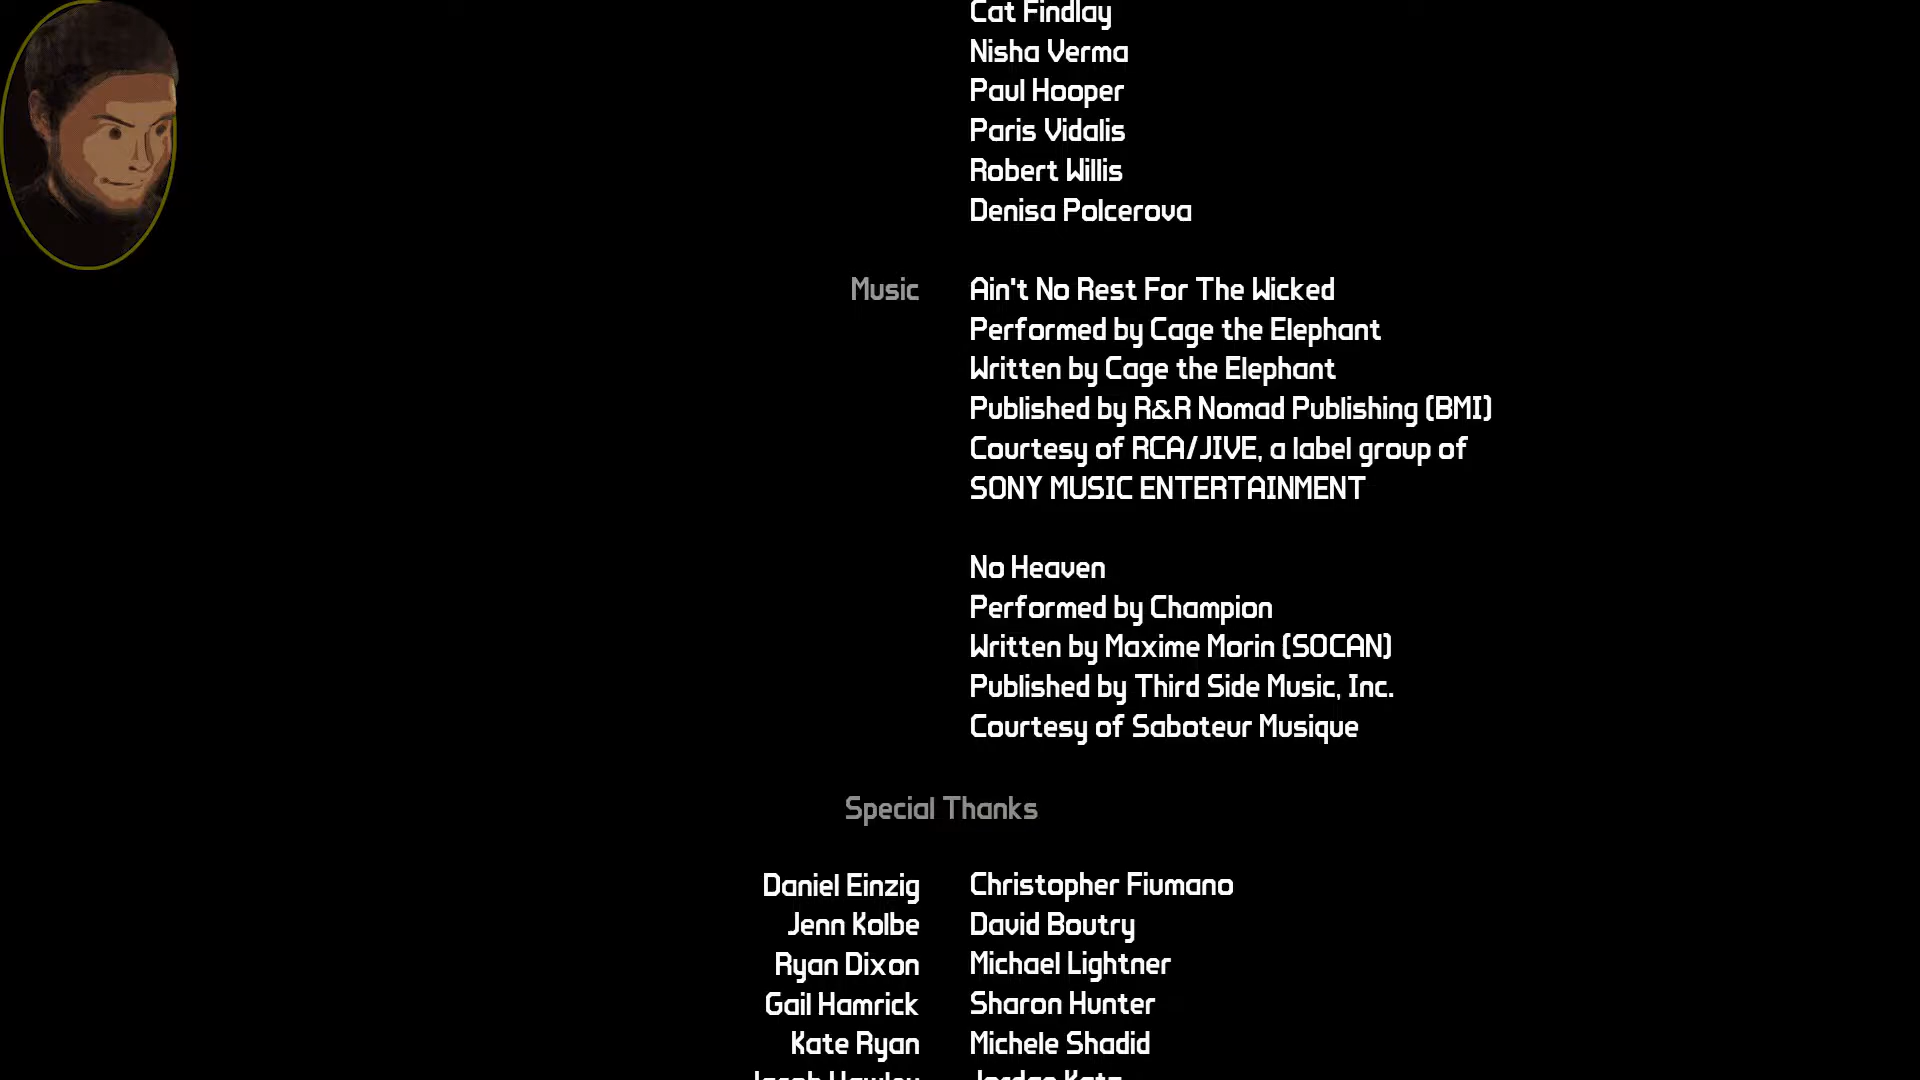 Cat Findlay
Nisha Verma
Paul Hooper
Paris Vidalis
Robert Willis
Denisa Polcerova
Music Ain't No Rest For The Wicked
Performed by Cage the Elephant
Written by Cage the Elephant
Published by R&R Nomad Publishing (BMI)
Courtesy of RCA/JIVE, a label group of
SONY MUSIC ENTERTAINMENT
No Heaven
Performed by Champion
Written by Maxime Morin (SOCAN)
Published by Third Side Music, Inc.
Courtesy of Saboteur Musique
Special Thanks
Daniel Einzig Christopher Fiumano
Jenn Kolbe David Boutry
Ryan Dixon Michael Lightner
Gail Hamrick Sharon Hunter
Kate Ryan Michele Shadid